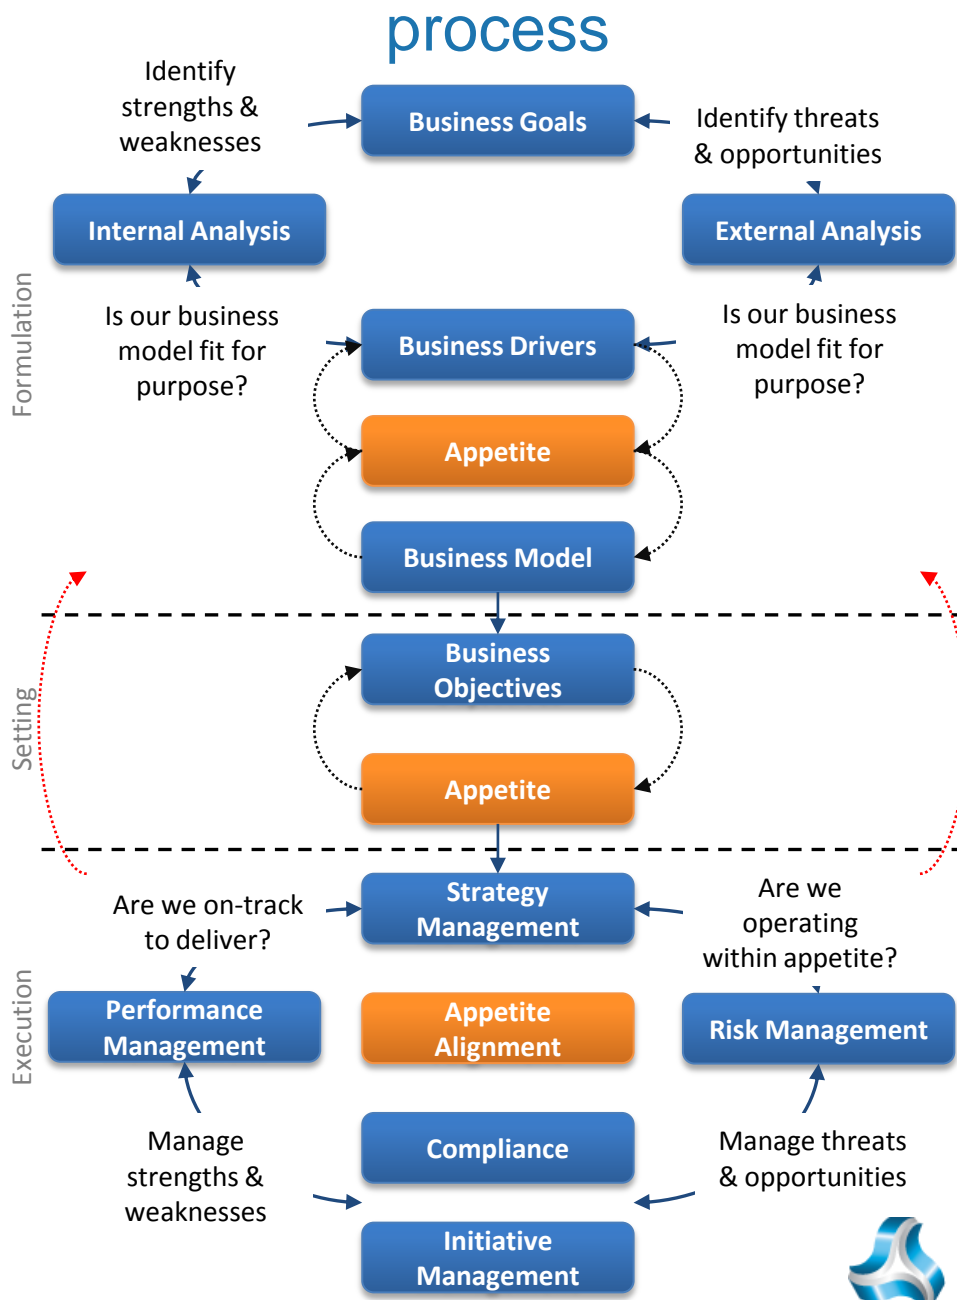 process
Identify
strengths &
weaknesses
Business Goals
Identify threats
& opportunities
Internal Analysis
External Analysis
Formulation
Is our business
model fit for
purpose?
Business Drivers
Is our business
model fit for
purpose?
Appetite
Business Model
Setting
Business
Objectives
Appetite
Execution
Are we on-track
to deliver?
Strategy
Management
Are we
operating
within appetite?
Performance
Management
Appetite
Alignment
Risk Management
Manage
strengths &
weaknesses
Compliance
Manage threats
& opportunities
Initiative
Management